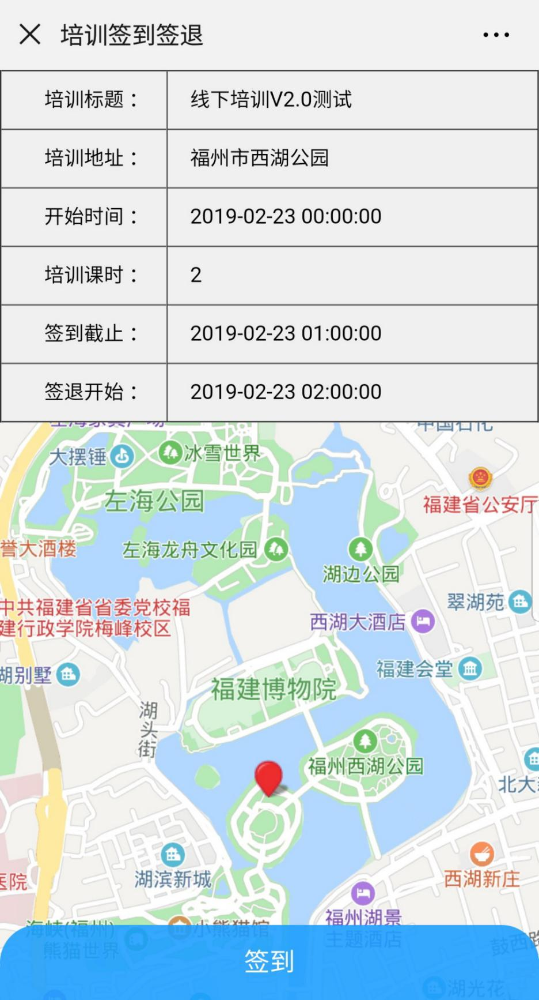 培训签到签退
培训标题： 线下培训V2.0测试
培训地址： 福州市西湖公园
开始时间： 2019-02-23 00:00:00
培训课时： 2
签到截止： 2019-02-23 01:00:00
签退开始： 2019-02-23 02:00:00
中国石化
大摆锤
冰雪世界
左海公园
福建省公安厅
誉大酒楼
左海龙舟文化园
湖边公园
中共福建省省委党校福
建行政学院梅峰校区
翠湖苑
西湖大酒店
湖别墅
福建会堂
福建博物院
湖头街
福州西湖公园
北大
湖滨新城
西湖新庄
医院
福州湖景
主题酒店
海峡(福州)
熊猫世界
小熊猫馆
鼓西路
签到
湖光花